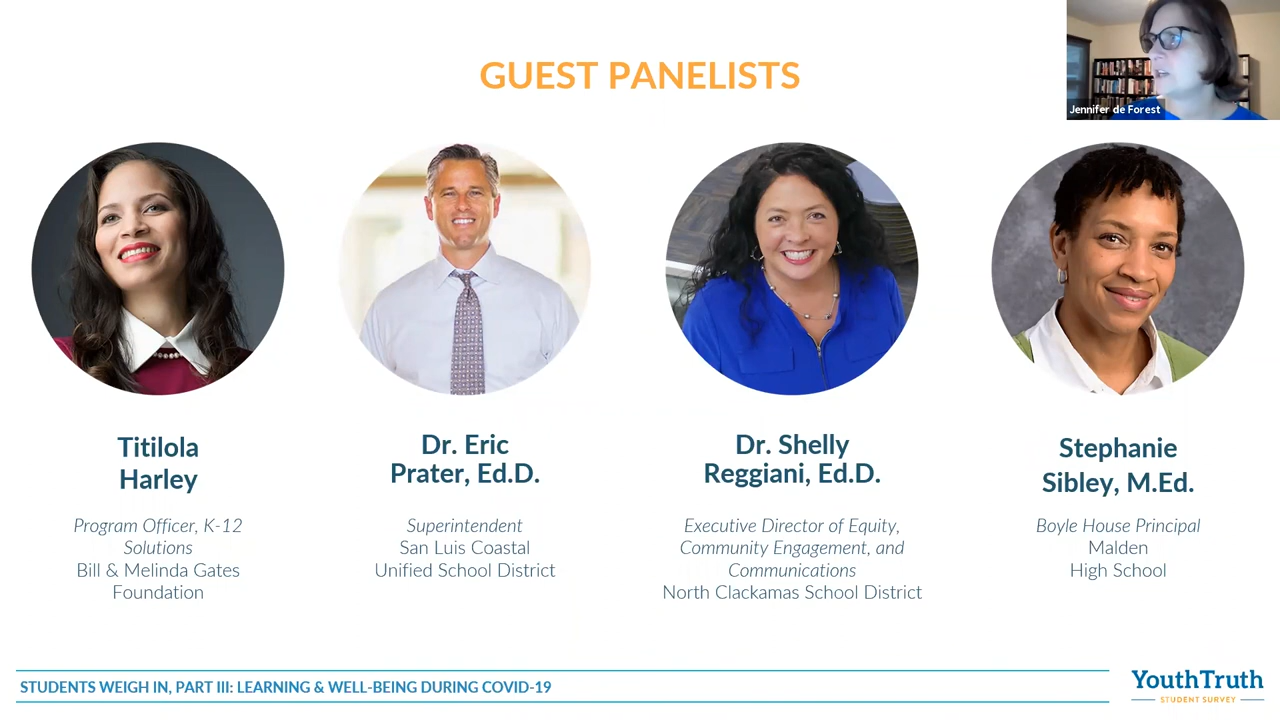 GUEST PANELISTS
Jennifer de Forest
Titilola
Harley
Program Officer, K-12
Solutions
Bill & Melinda Gates
Foundation
Dr. Eric
Prater, Ed.D.
Superintendent
San Luis Coastal
Unified School District
Dr. Shelly
Reggiani, Ed.D.
Executive Director of Equity,
Community Engagement, and
Communications
North Clackamas School District
Stephanie
Sibley, M.Ed.
Boyle House Principal
Malden
High School
STUDENTS WEIGH IN, PART III: LEARNING & WELL-BEING DURING COVID-19
YouthTruth
STUDENT SURVEY